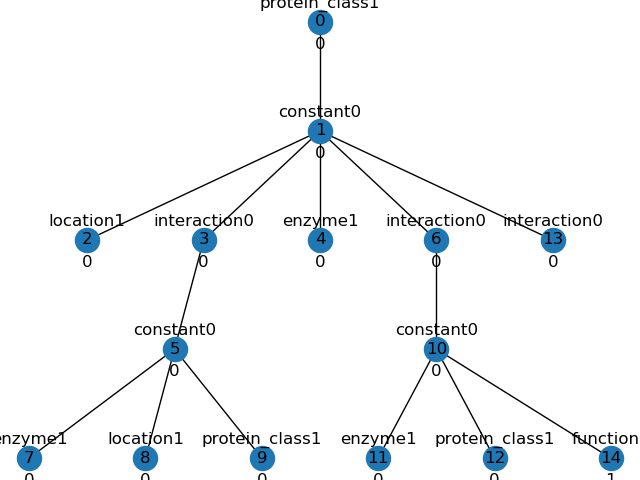 protein_class1
0
0
constant0
1
0
location1 interaction0 enzyme1 interaction0 interaction0
2 3 4 6 13
0 0 0 0 0
constant0 constant0
5 10
0 0
enzyme1 location1 protein_class1 enzyme1 protein_class1 function
7 8 9 11 12 14
0 0 0 0 0 1